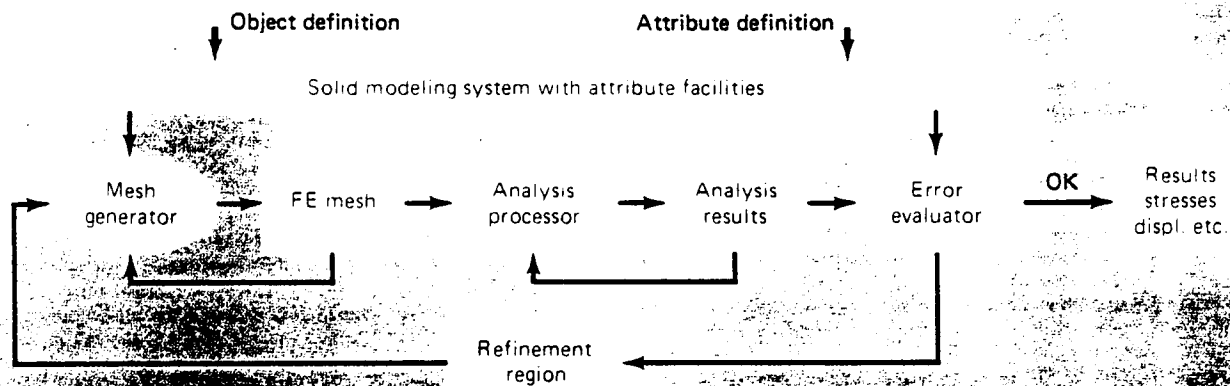 Object definition
Attribute definition
Solid modeling system with attribute facilities
Mesh
generator
FE mesh
Analysis
processor
Analysis
results
Error
evaluator
OK
Results
stresses
displ. etc.
Refinement
region